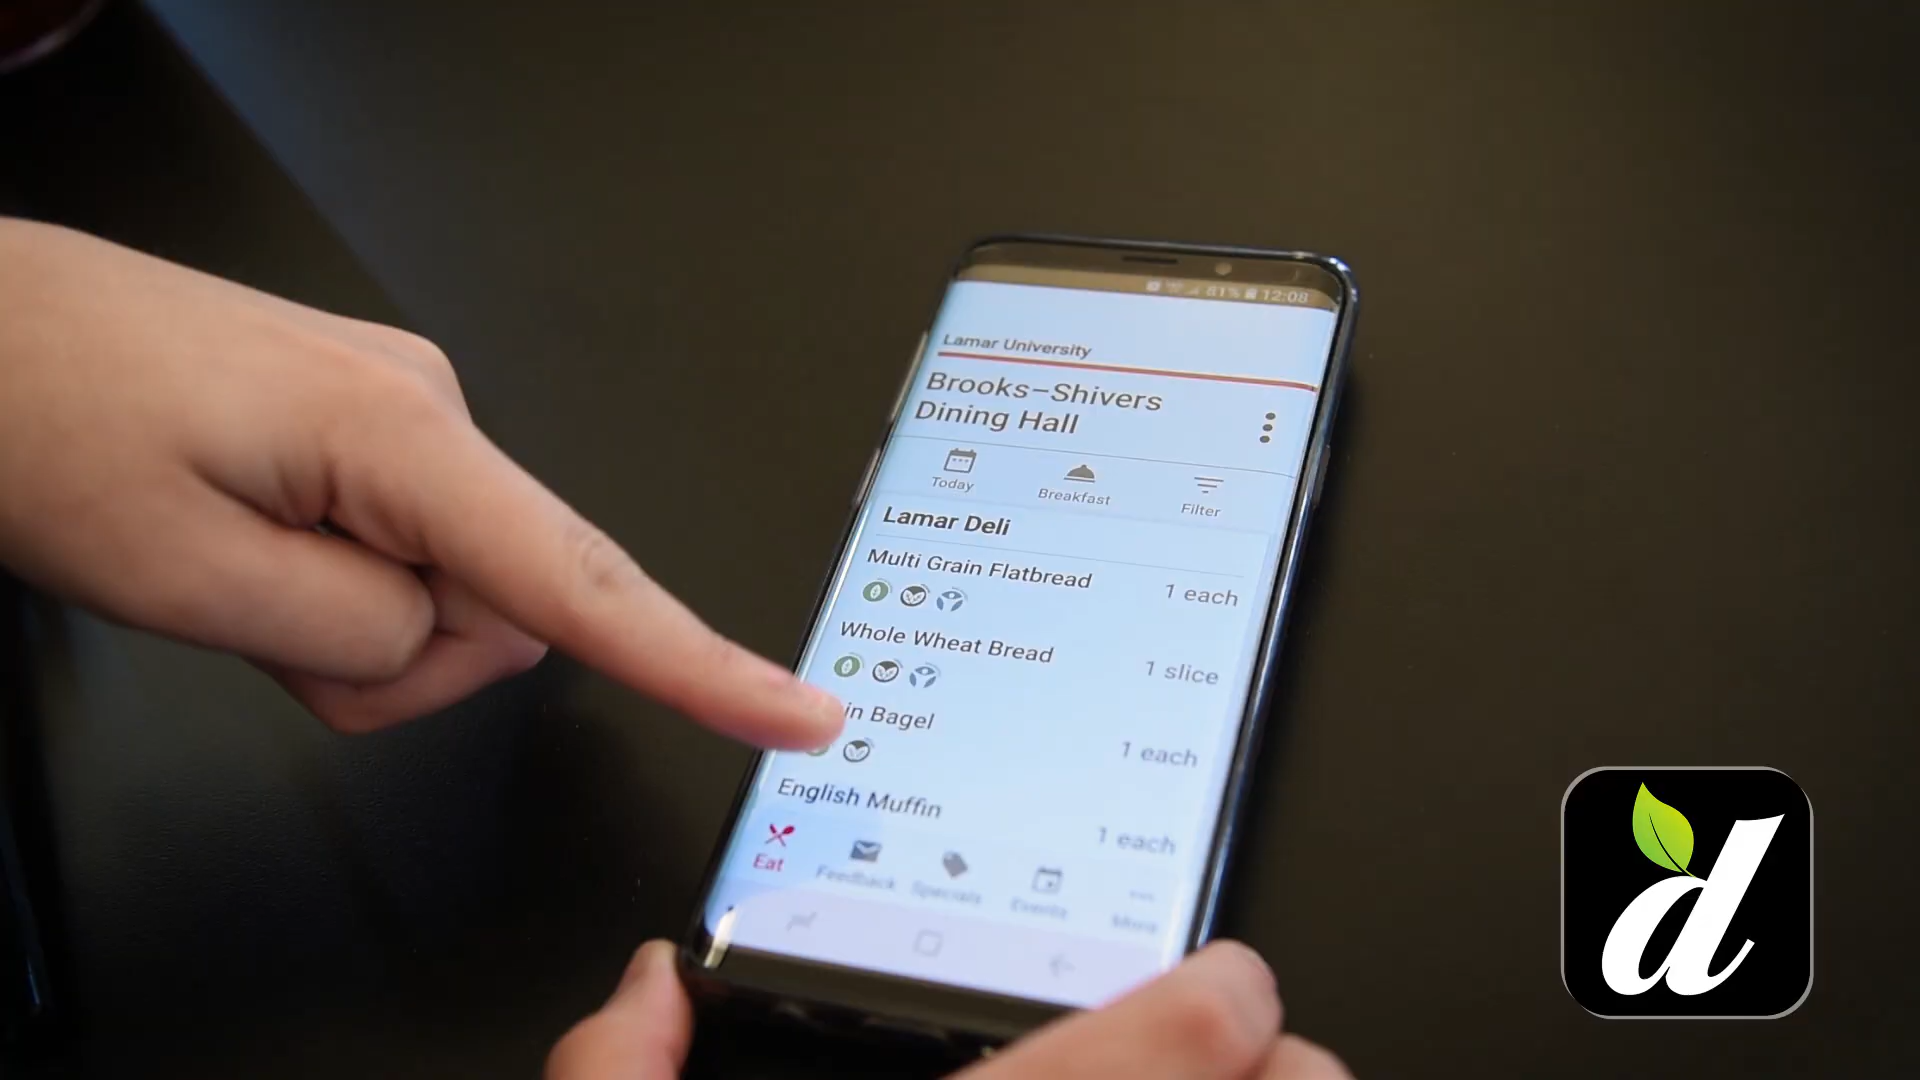 81% 12:08
Lamar University
Brooks–Shivers
Dining Hall
Today
Breakfast
Filter
Lamar Deli
Multi Grain Flatbread
1 each
Whole Wheat Bread
1 slice
in Bagel
1 each
English Muffin
1 each
Eat
Feedback
Specials
Events
More
d